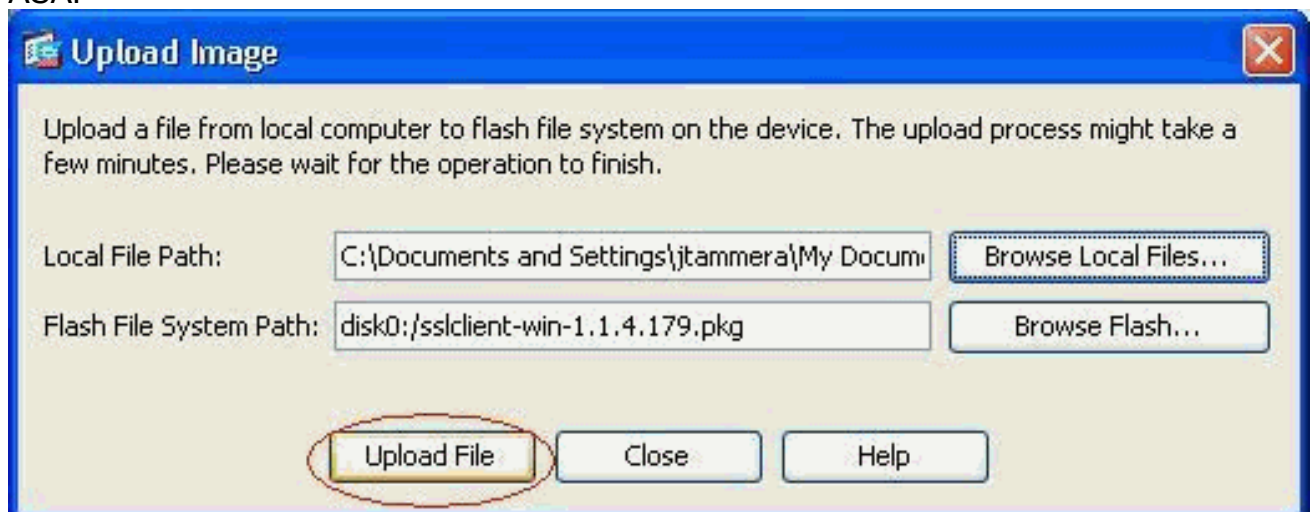 Upload Image
Upload a file from local computer to flash file system on the device. The upload process might take a
few minutes. Please wait for the operation to finish.
Local File Path: C:\Documents and Settings\jtammera\My Docum Browse Local Files...
Flash File System Path: disk0:/sslclient-win-1.1.4.179.pkg Browse Flash...
Upload File Close Help